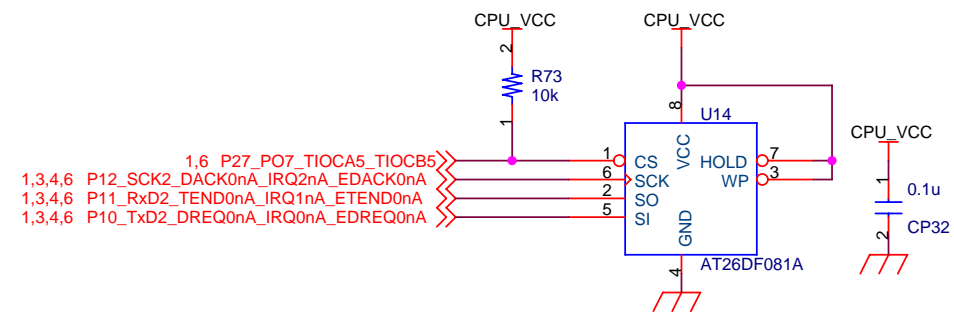 CPU_VCC
CPU_VCC
2
R73
10k
1
8
U14
VCC
CPU_VCC
1,6 P27_PO7_TIOCA5_TIOCB5
1
CS
HOLD
7
1,3,4,6 P12_SCK2_DACK0nA_IRQ2nA_EDACK0nA
6
SCK
WP
3
1
0.1u
1,3,4,6 P11_RxD2_TEND0nA_IRQ1nA_ETEND0nA
2
SO
1,3,4,6 P10_TxD2_DREQ0nA_IRQ0nA_EDREQ0nA
5
SI
GND
2
CP32
4
AT26DF081A